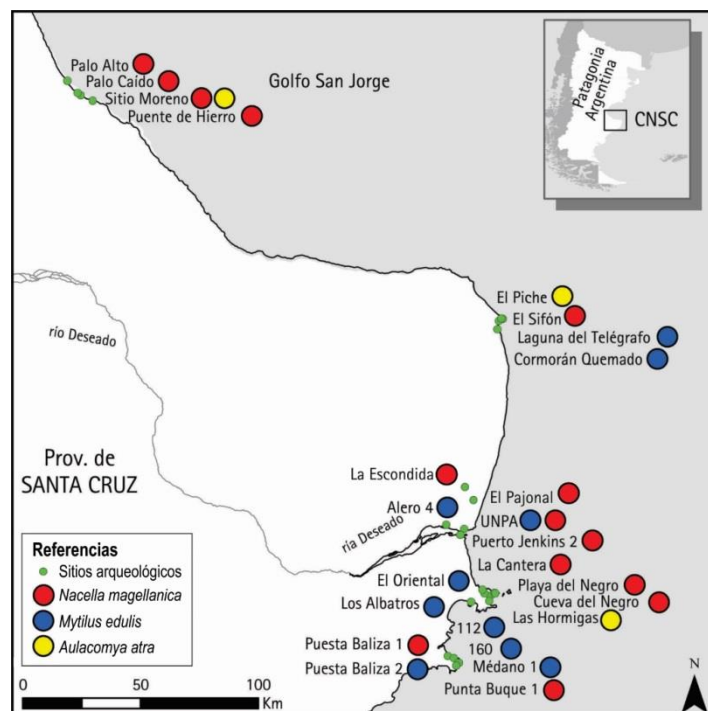 Palo Alto
Palo Caído
Sitio Moreno
Puente de Hierro
Golfo San Jorge
Patagonia
Argentina
CNSC
El Piche
El Sifón
Laguna del Telégrafo
Cormorán Quemado
río Deseado
Prov. de
SANTA CRUZ
La Escondida
Alero 4
ría Deseado
El Pajonal
UNPA
Puerto Jenkins 2
La Cantera
El Oriental
Playa del Negro
Cueva del Negro
Los Albatros
Las Hormigas
112
160
Puesta Baliza 1
Puesta Baliza 2
Médano 1
Punta Buque 1
Referencias
Sitios arqueológicos
Nacella magellanica
Mytilus edulis
Aulacomya atra
0 50 100
Km
N